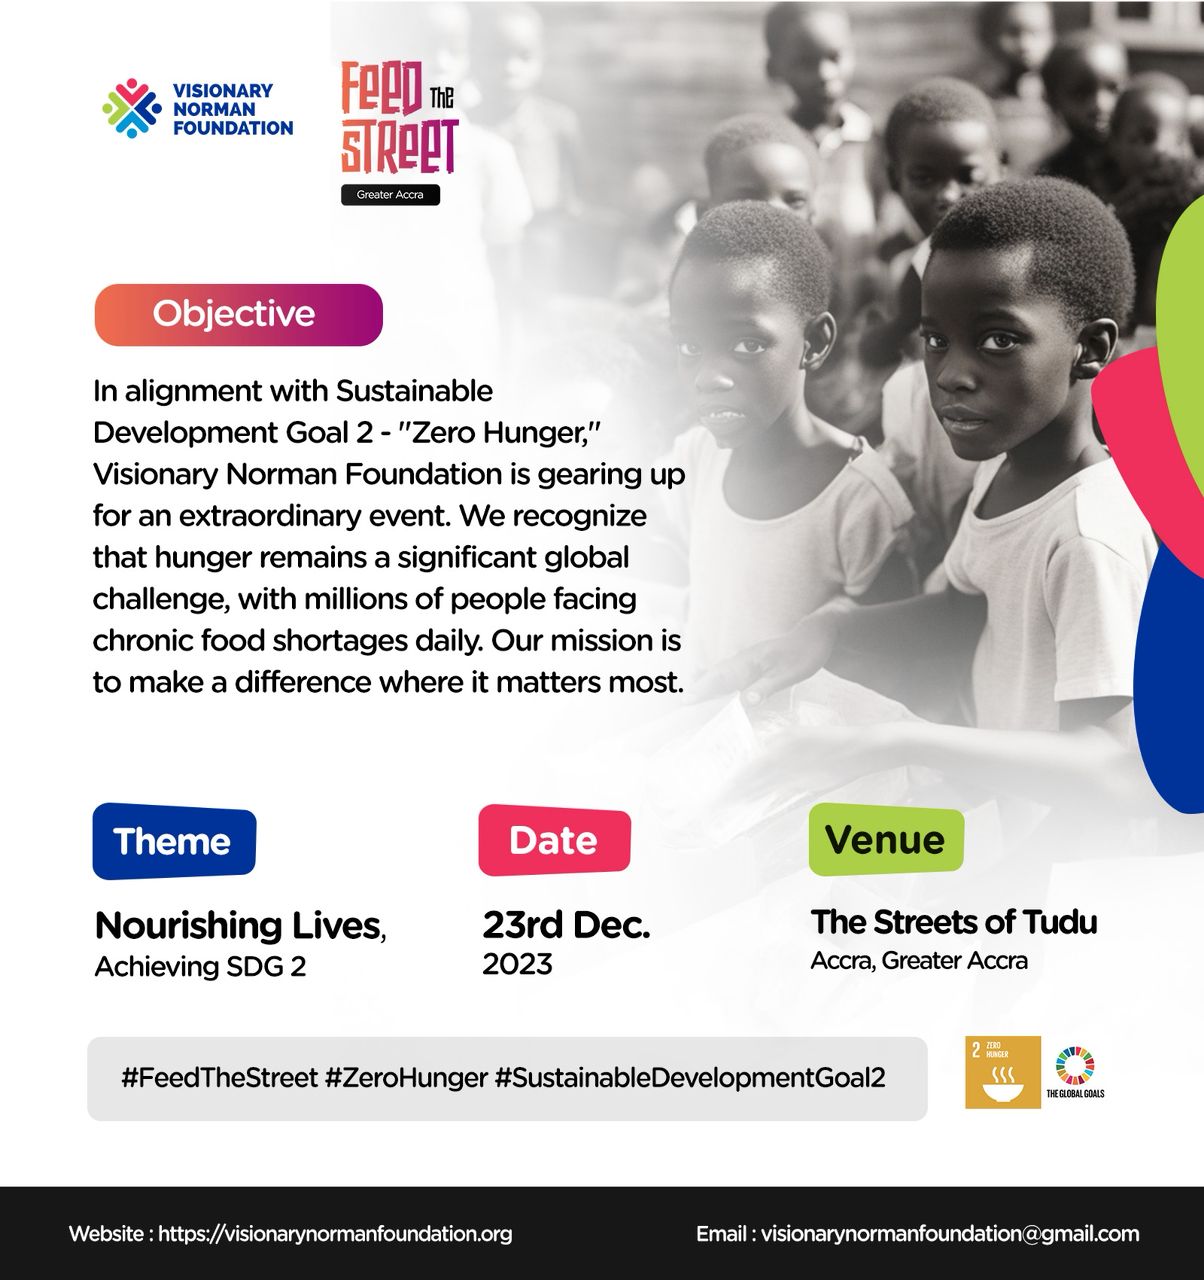 VISIONARY
NORMAN
FOUNDATION
FEED THE
STREET
Greater Accra
Objective
In alignment with Sustainable
Development Goal 2 - "Zero Hunger,"
Visionary Norman Foundation is gearing up
for an extraordinary event. We recognize
that hunger remains a significant global
challenge, with millions of people facing
chronic food shortages daily. Our mission is
to make a difference where it matters most.
Theme
Nourishing Lives,
Achieving SDG 2
Date
23rd Dec.
2023
Venue
The Streets of Tudu
Accra, Greater Accra
#FeedTheStreet #ZeroHunger #SustainableDevelopmentGoal2
2 ZERO
HUNGER
THE GLOBAL GOALS
Website : https://visionarynormanfoundation.org
Email : visionarynormanfoundation@gmail.com